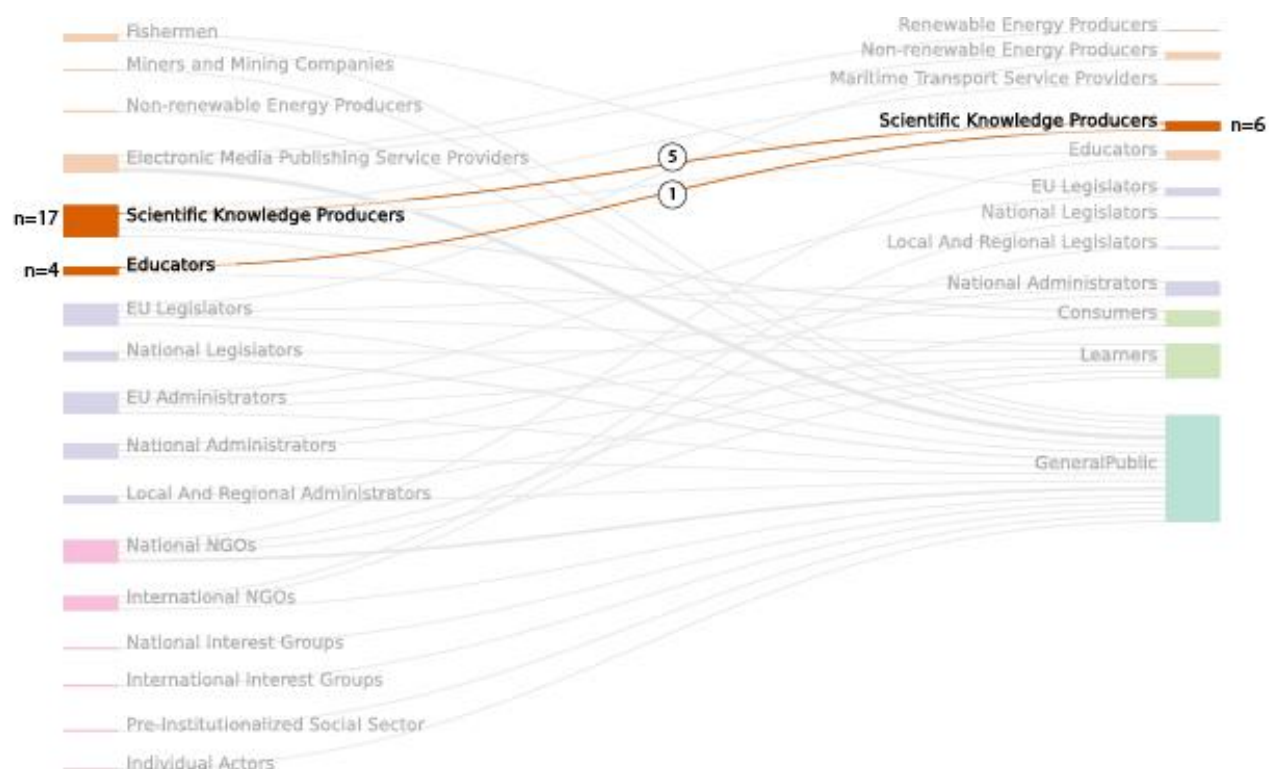 Fishermen
Miners and Mining Companies
Non-renewable Energy Producers
Electronic Media Publishing Service Providers
n=17
Scientific Knowledge Producers
n=4
Educators
EU Legislators
National Legislators
EU Administrators
National Administrators
Local And Regional Administrators
National NGOs
International NGOs
National Interest Groups
International Interest Groups
Pre-Institutionalized Social Sector
Individual Actors
5
1
Renewable Energy Producers
Non-renewable Energy Producers
Maritime Transport Service Providers
Scientific Knowledge Producers
n=6
Educators
EU Legislators
National Legislators
Local And Regional Legislators
National Administrators
Consumers
Learners
GeneralPublic